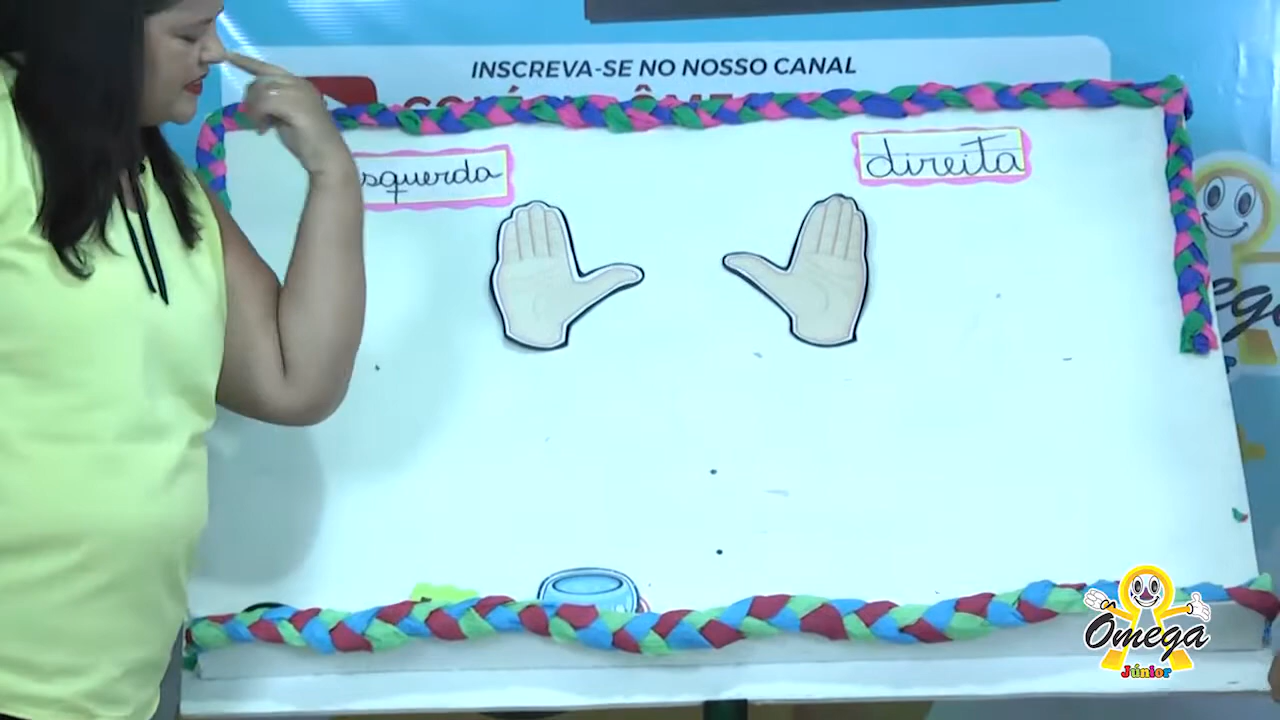 INSCREVA-SE NO NOSSO CANAL
squerda
direita
Ômega
Júnior